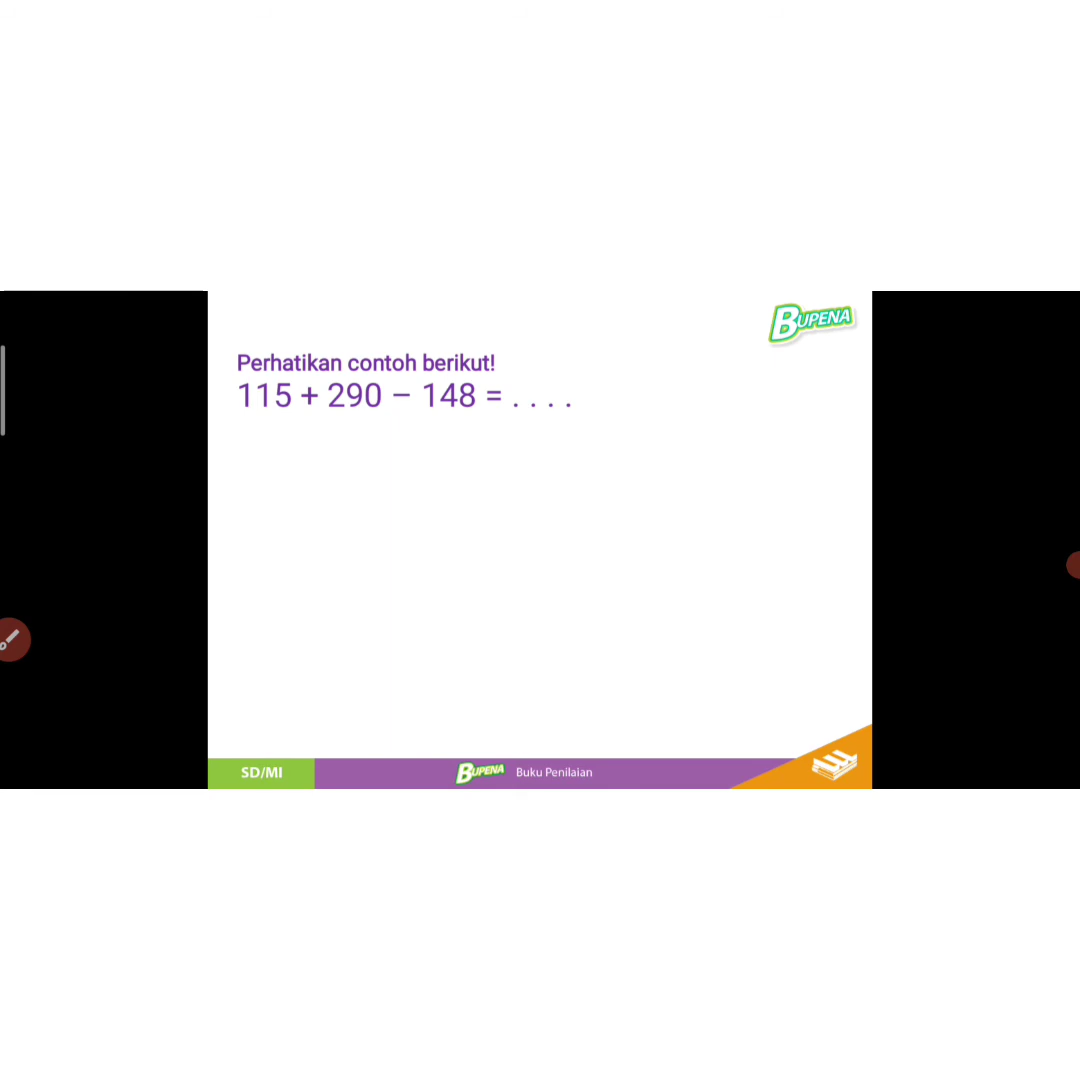 BUPENA
Perhatikan contoh berikut!
115 + 290 – 148 = . . . .
SD/MI
BUPENA Buku Penilaian